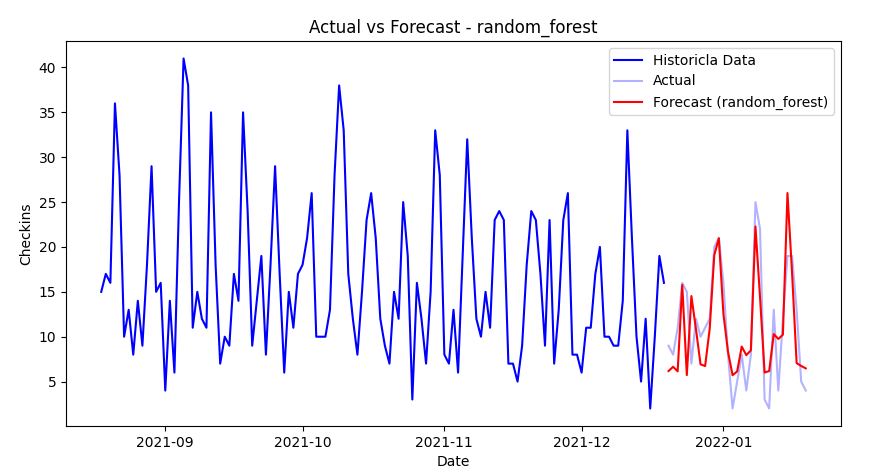 Actual vs Forecast - random_forest
Historicla Data
Actual
Forecast (random_forest)
Checkins
40
35
30
25
20
15
10
5
2021-09
2021-10
2021-11
2021-12
2022-01
Date